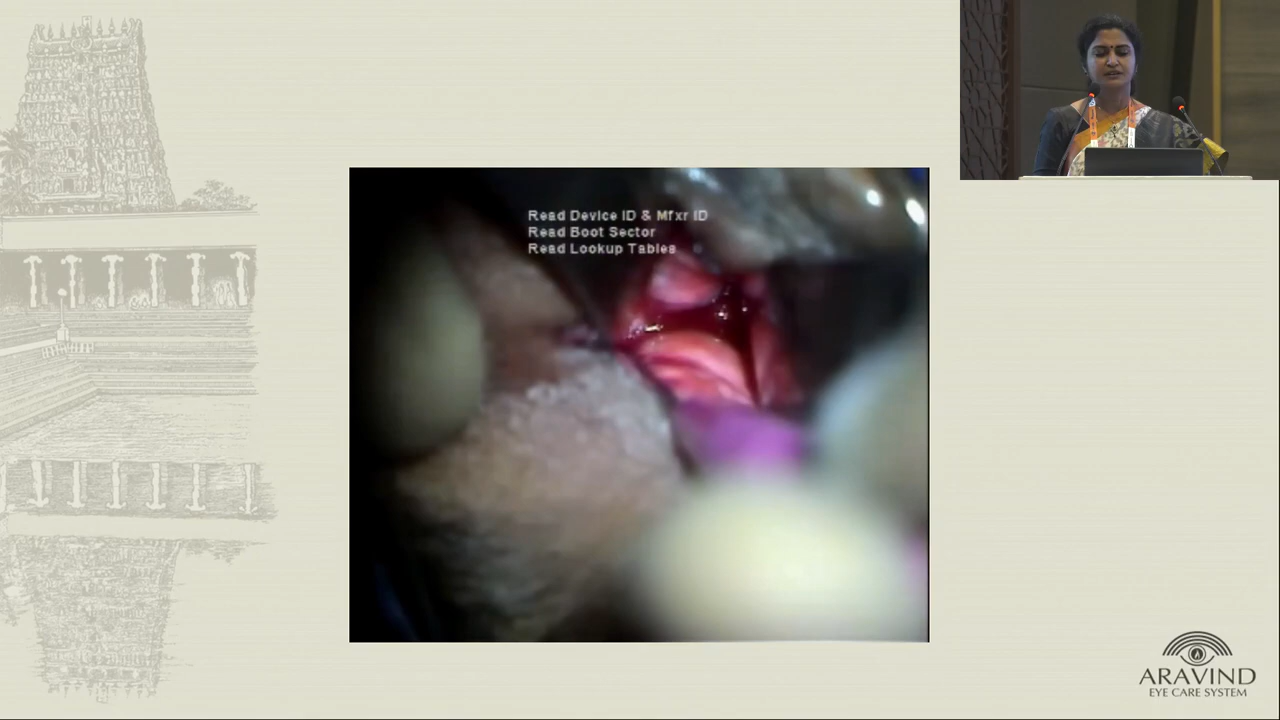 Read Device ID & Mfxr ID
Read Boot Sector
Read Lookup Tables
ARAVIND
EYE CARE SYSTEM